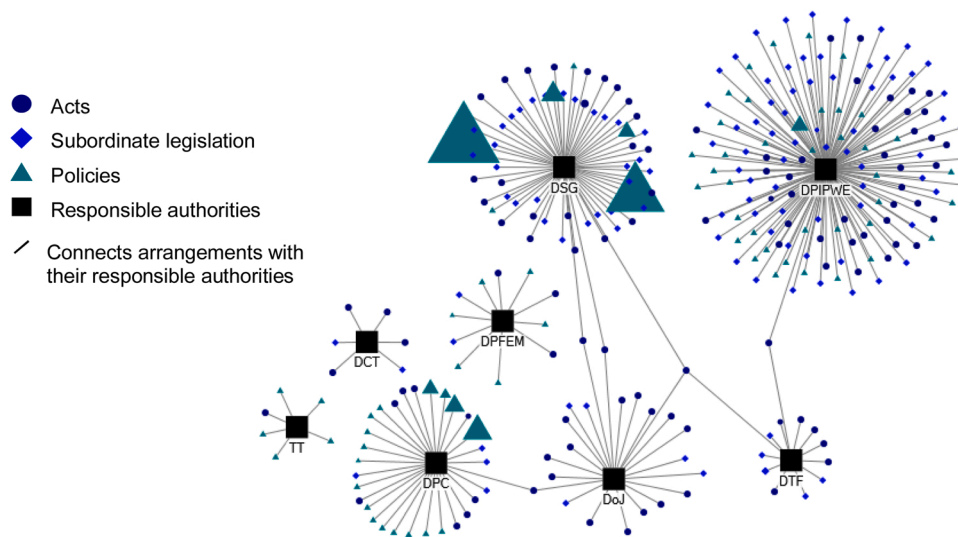 Acts
Subordinate legislation
Policies
Responsible authorities
Connects arrangements with
their responsible authorities
DSG
DPIPWE
DCT
DPFEM
TT
DPC
DoJ
DTF